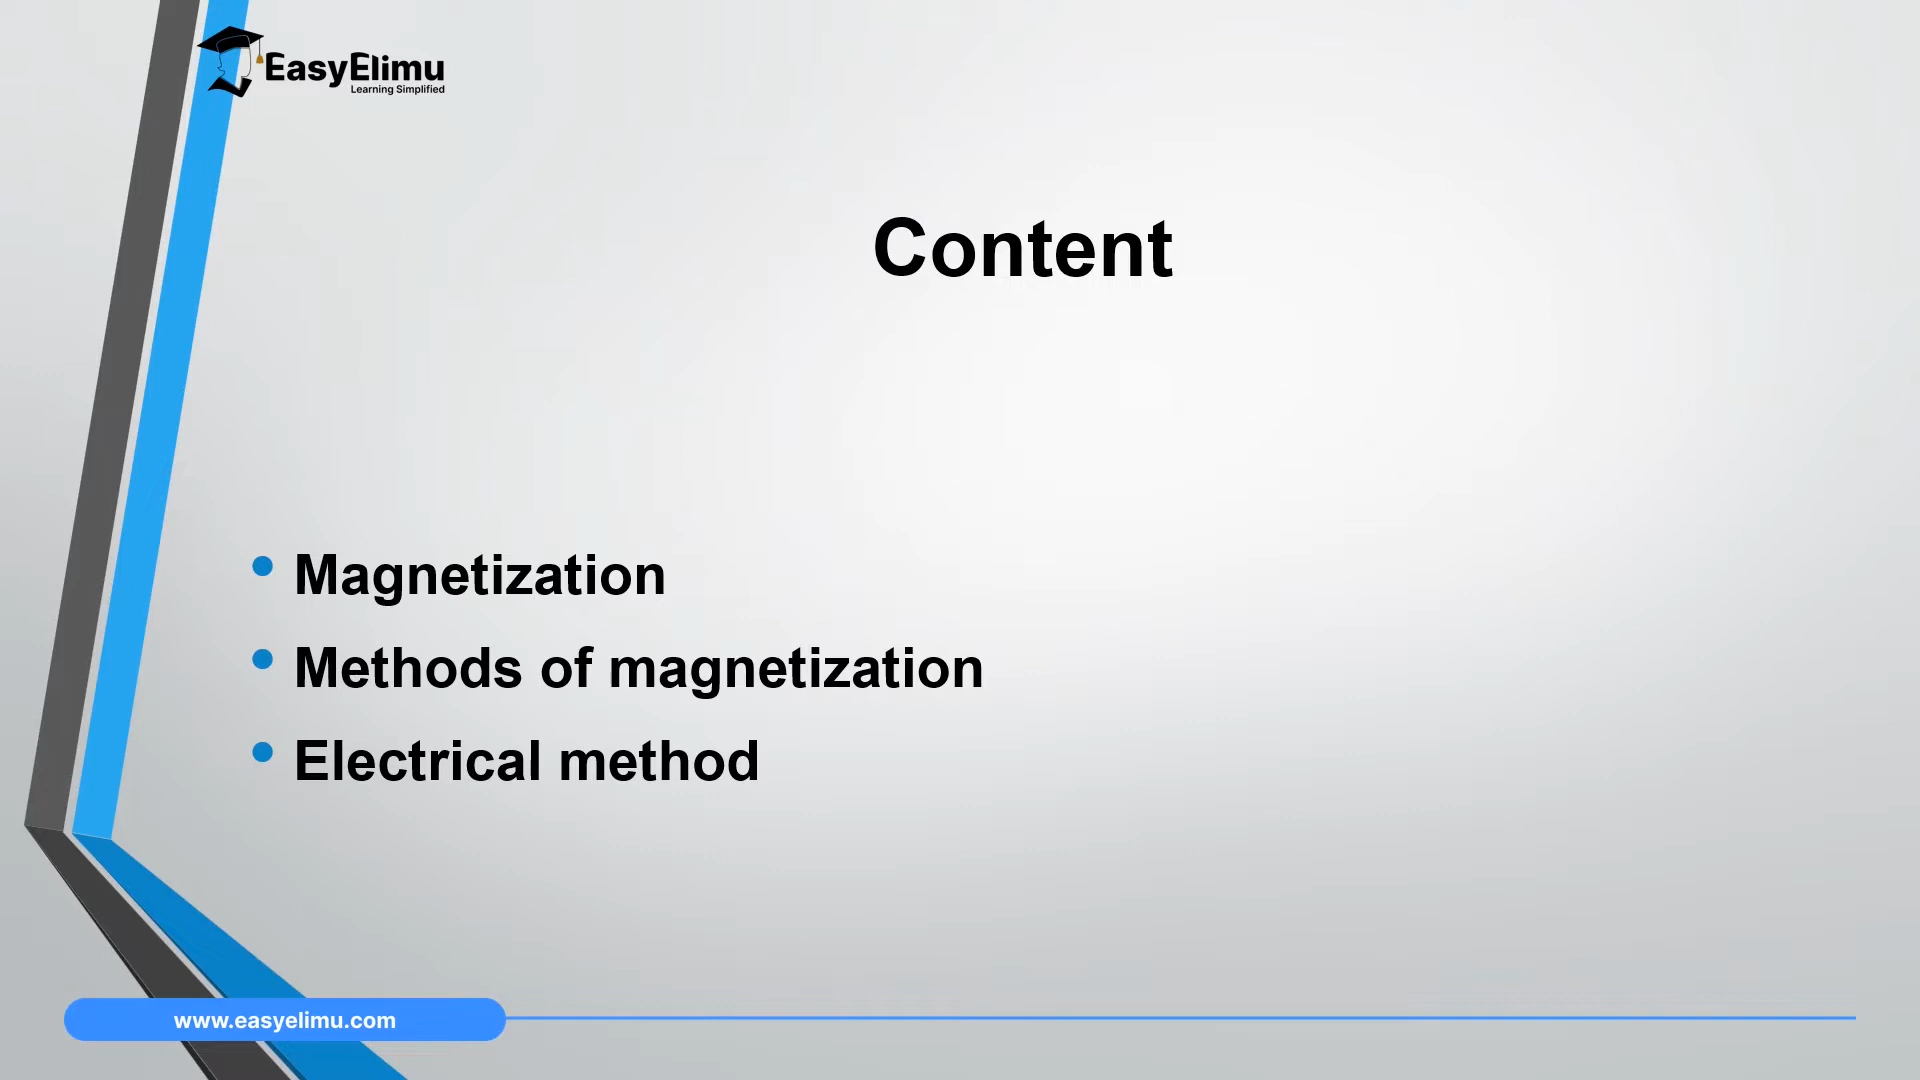 EasyElimu
Learning Simplified
Content
• Magnetization
• Methods of magnetization
• Electrical method
www.easyelimu.com